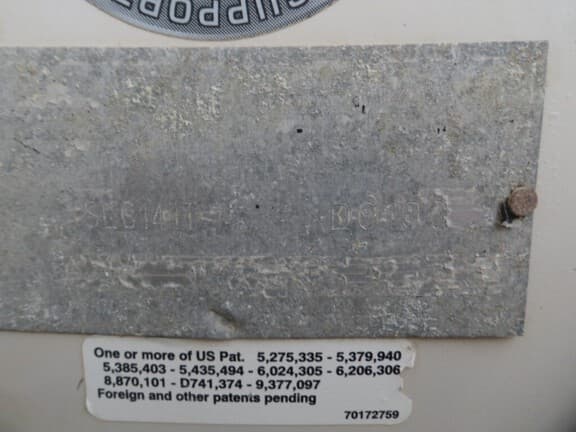 SUPPORT
One or more of US Pat. 5,275,335 - 5,379,940
5,385,403 - 5,435,494 - 6,024,305 - 6,206,306
8,870,101 - D741,374 - 9,377,097
Foreign and other patents pending
70172759